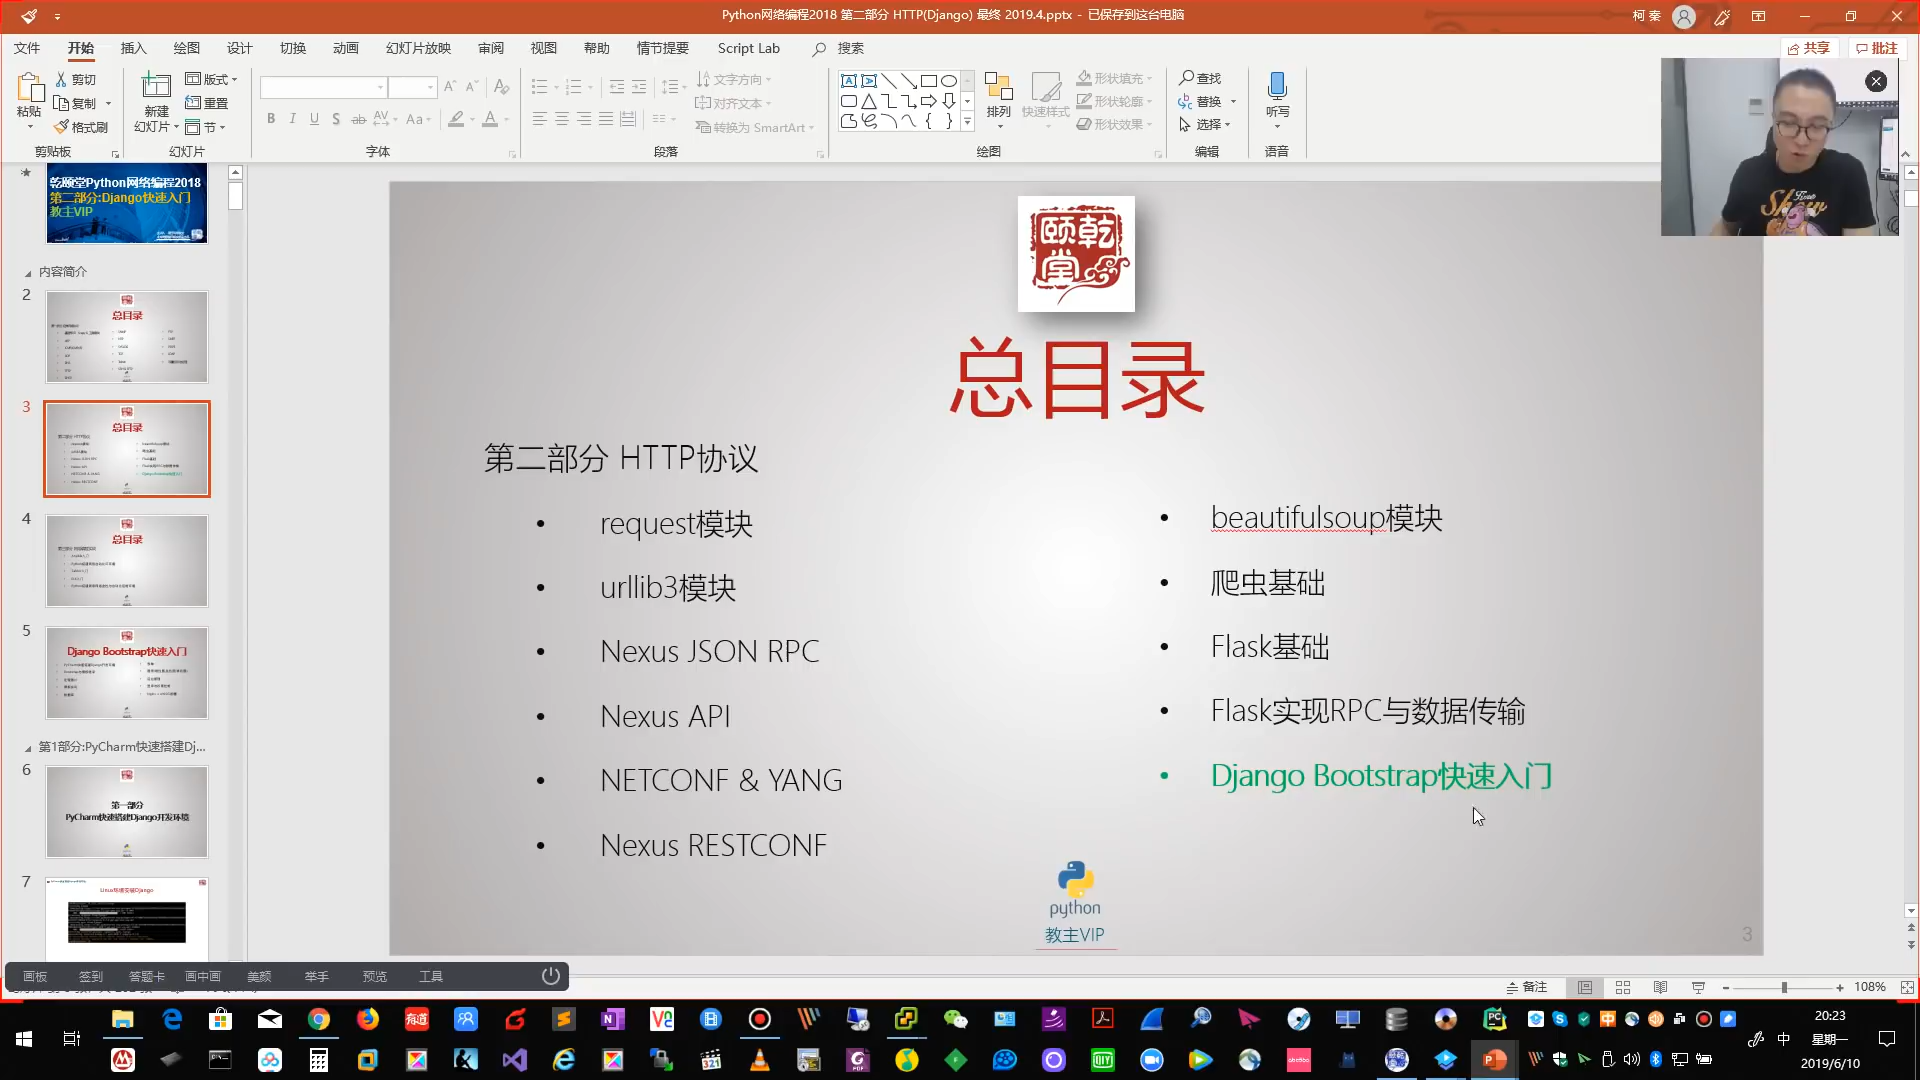 Python网络编程2018 第二部分 HTTP(Django) 最终 2019.4.pptx - 已保存到这台电脑
柯 秦
文件 开始 插入 绘图 设计 切换 动画 幻灯片放映 审阅 视图 帮助 情节提要 Script Lab 搜索
共享 批注
粘贴 剪切 复制 格式刷
剪贴板
新建
幻灯片
版式 重置 节
幻灯片
字体
文字方向
对齐文本
转换为 SmartArt
段落
排列 快速样式
形状填充
形状轮廓
形状效果
绘图
查找
替换
选择
编辑
听写
语音
乾颐堂Python网络编程2018
第二部分:Django快速入门
教主VIP
内容简介
2
总目录
3
总目录
4
总目录
5
Django Bootstrap快速入门
第1部分:PyCharm快速搭建Dj...
6
第一部分
PyCharm快速搭建Django开发环境
7
Linux环境安装Django
乾颐堂
总目录
第二部分 HTTP协议
• request模块
• urllib3模块
• Nexus JSON RPC
• Nexus API
• NETCONF & YANG
• Nexus RESTCONF
• beautifulsoup模块
• 爬虫基础
• Flask基础
• Flask实现RPC与数据传输
• Django Bootstrap快速入门
python
教主VIP
3
画板 签到 答题卡 画中画 美颜 举手 预览 工具
备注
108%
中
20:23
星期一
2019/6/10